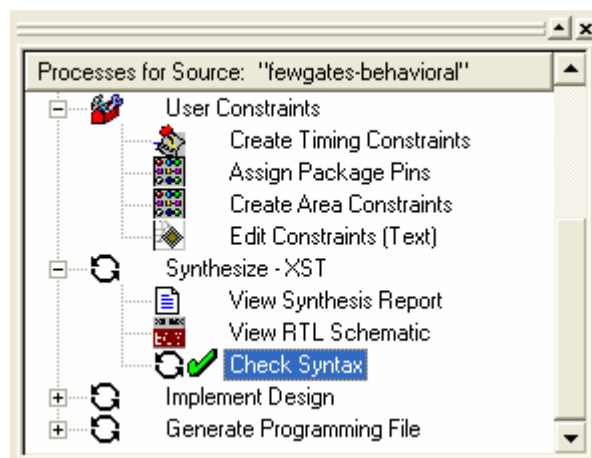 Processes for Source: "fewgates-behavioral"
User Constraints
Create Timing Constraints
Assign Package Pins
Create Area Constraints
Edit Constraints (Text)
Synthesize - XST
View Synthesis Report
View RTL Schematic
Check Syntax
Implement Design
Generate Programming File